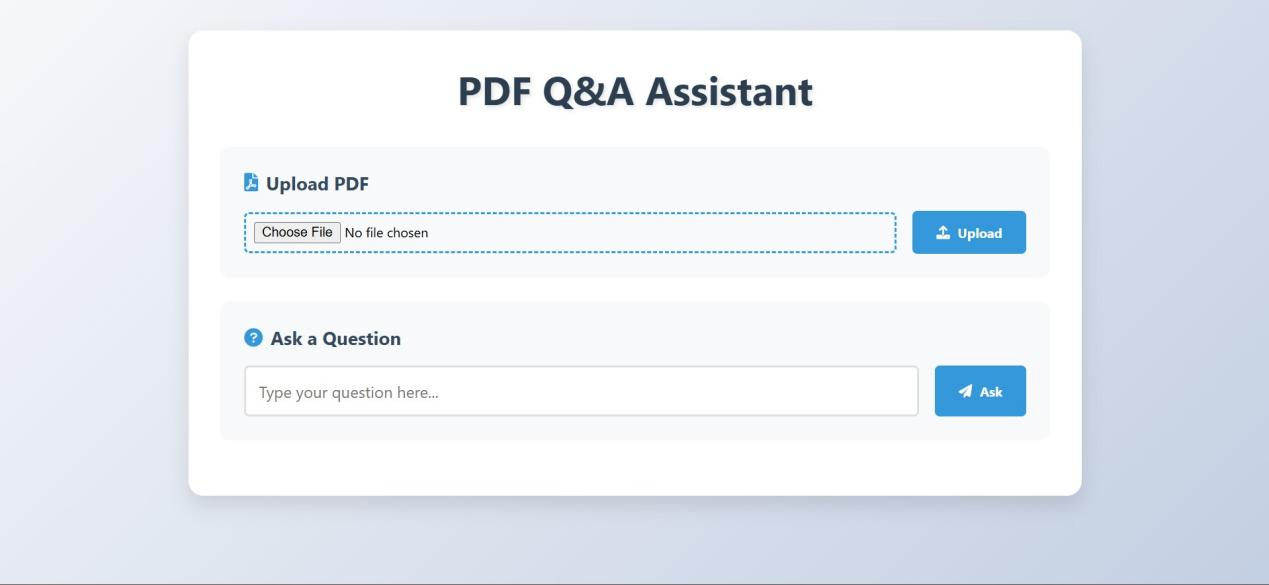 PDF Q&A Assistant
Upload PDF
Choose File No file chosen
Upload
? Ask a Question
Type your question here...
Ask